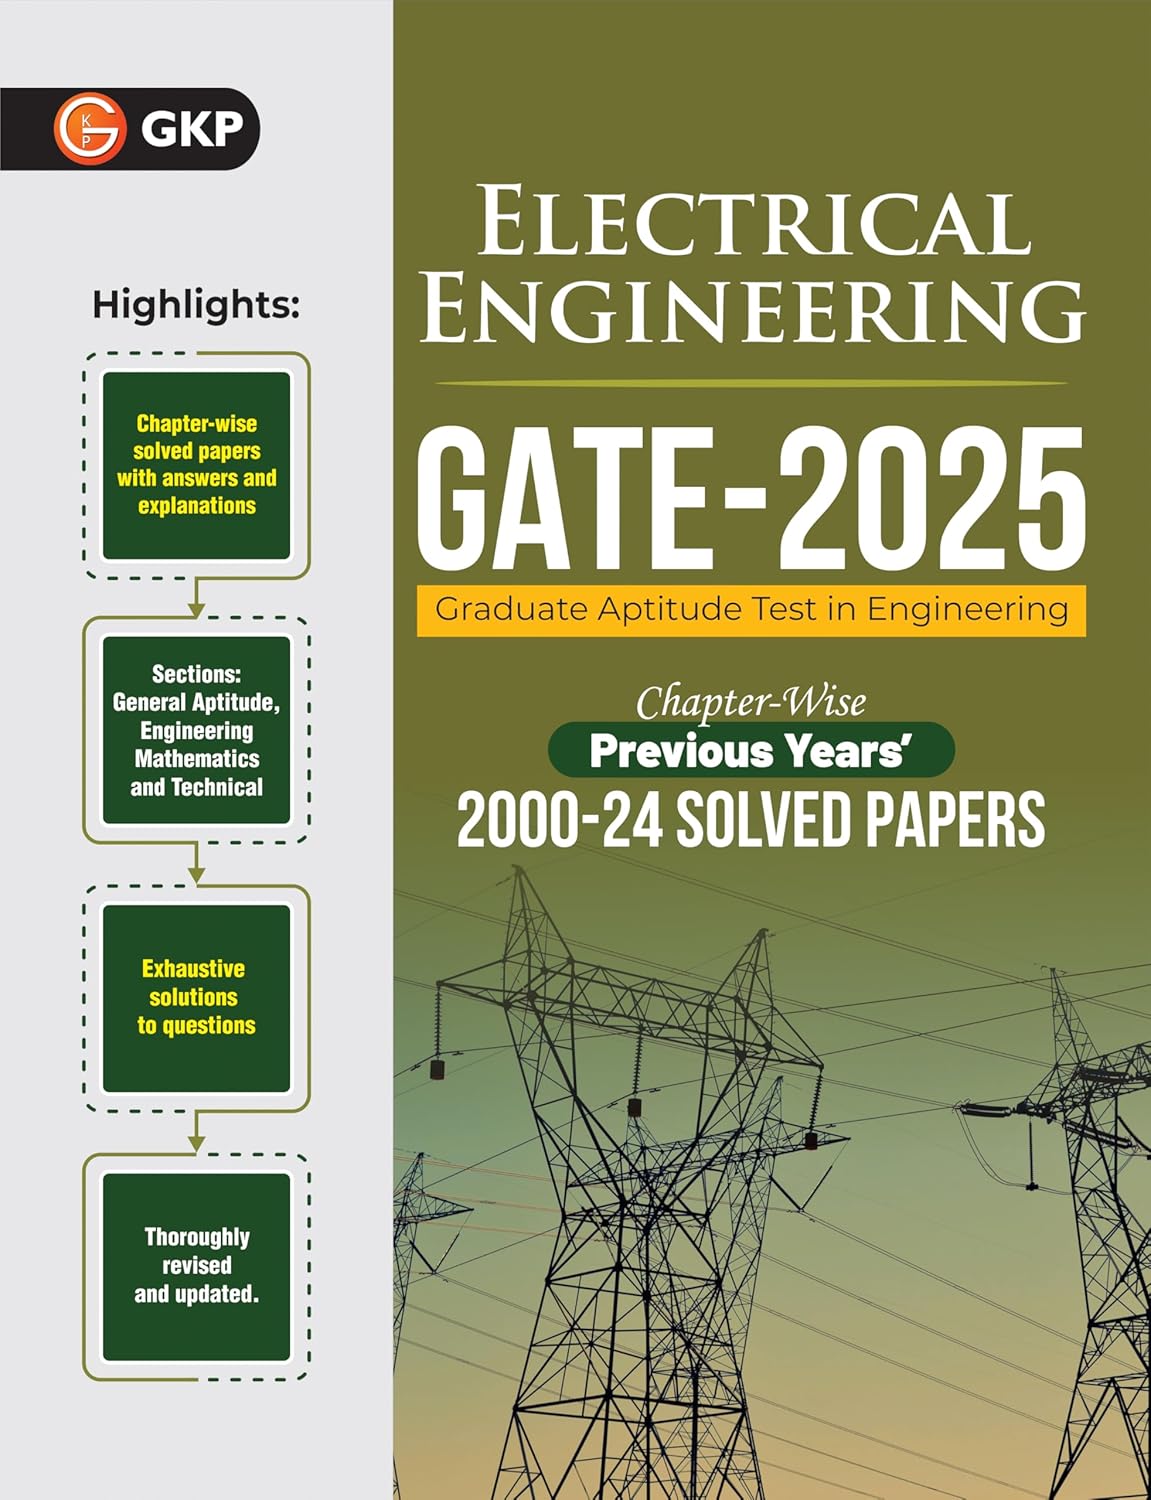 GKP
GKP
Highlights:
Chapter-wise
solved papers
with answers and
explanations
Sections:
General Aptitude,
Engineering
Mathematics
and Technical
Exhaustive
solutions
to questions
Thoroughly
revised
and updated.
ELECTRICAL
ENGINEERING
GATE-2025
Graduate Aptitude Test in Engineering
Chapter-Wise
Previous Years'
2000-24 SOLVED PAPERS